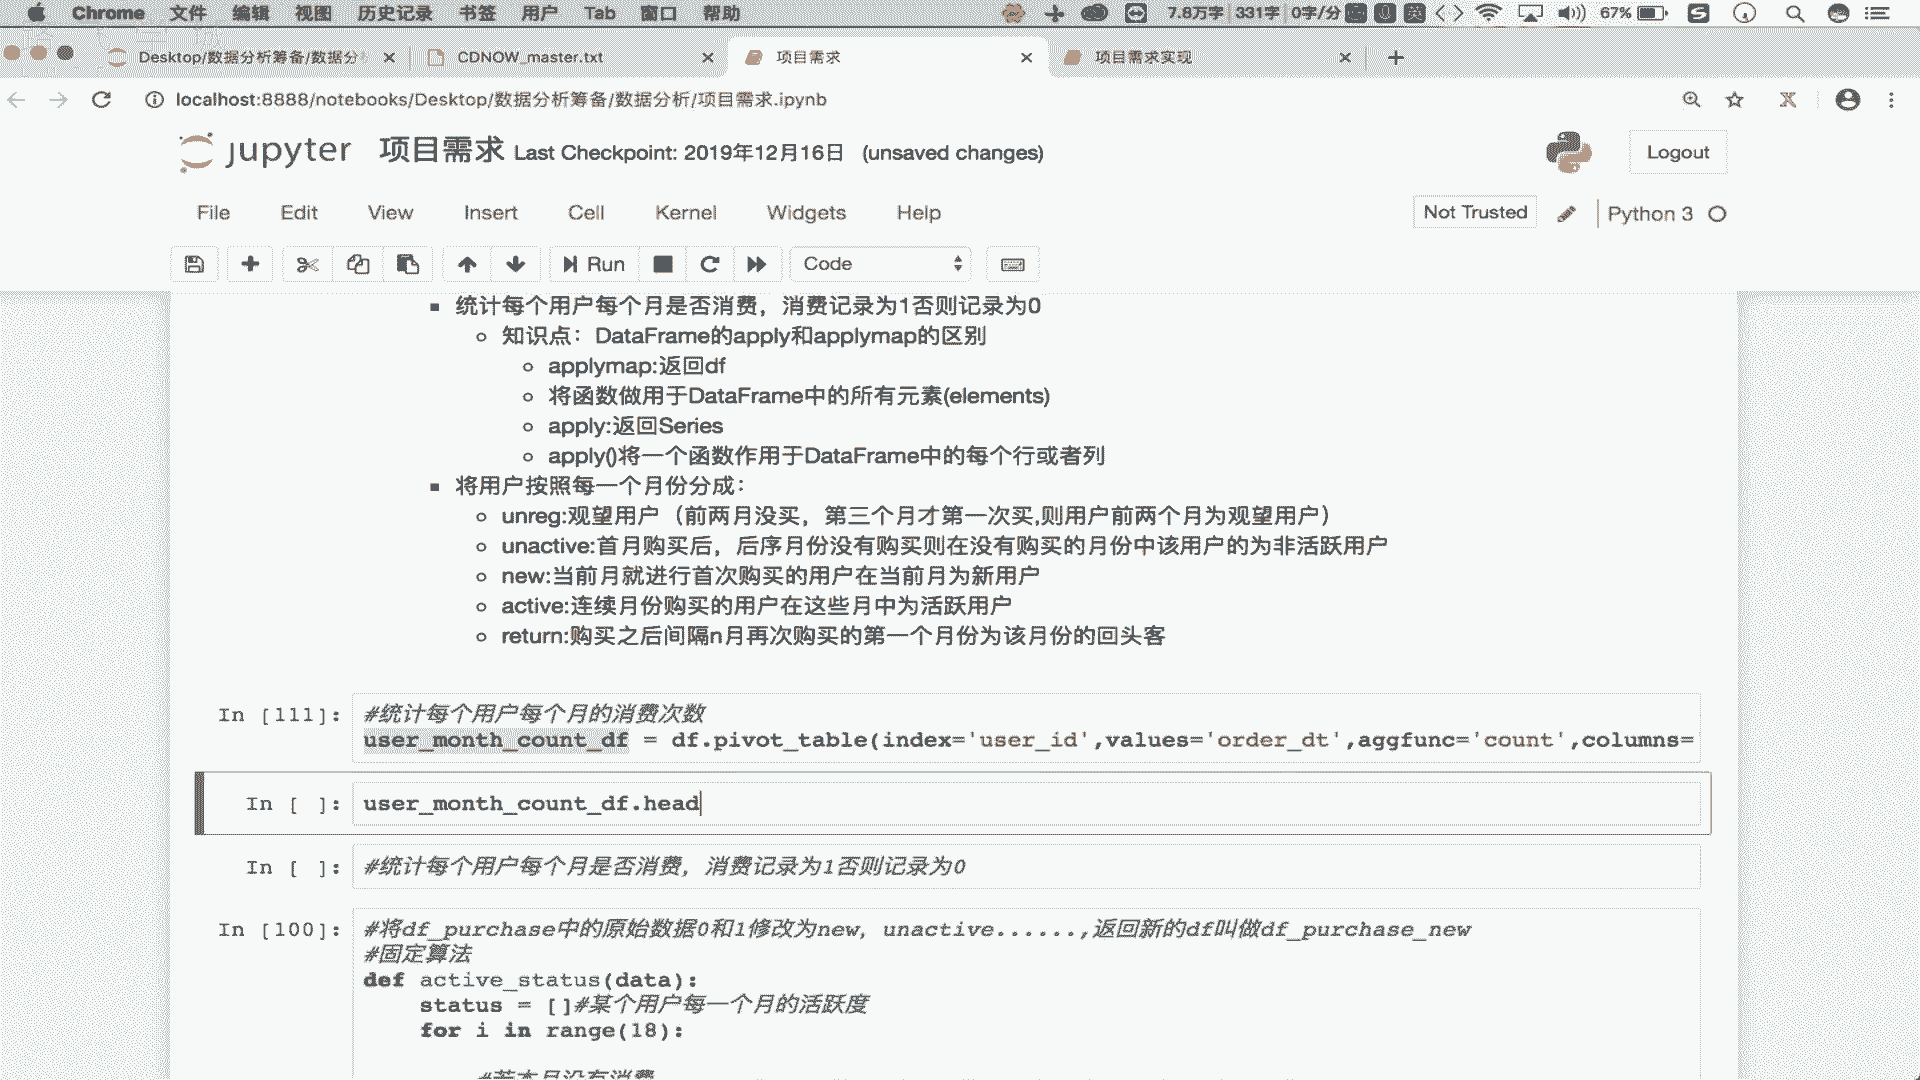 Chrome 文件 编辑 视图 历史记录 书签 用户 Tab 窗口 帮助 7.8万字 331字 0字/分 英 67%
Desktop/数据分析筹备/数据分 CDNOW_master.txt 项目需求 项目需求实现
localhost:8888/notebooks/Desktop/数据分析筹备/数据分析/项目需求.ipynb
jupyter 项目需求 Last Checkpoint: 2019年12月16日 (unsaved changes) Logout
File Edit View Insert Cell Kernel Widgets Help Not Trusted Python 3
Run Code
统计每个用户每个月是否消费，消费记录为1否则记录为0
知识点：DataFrame的apply和applymap的区别
applymap:返回df
将函数做用于DataFrame中的所有元素(elements)
apply:返回Series
apply()将一个函数作用于DataFrame中的每个行或者列
将用户按照每一个月份分成：
unreg:观望用户（前两月没买，第三个月才第一次买,则用户前两个月为观望用户）
unactive:首月购买后，后序月份没有购买则在没有购买的月份中该用户的为非活跃用户
new:当前月就进行首次购买的用户在当前月为新用户
active:连续月份购买的用户在这些月中为活跃用户
return:购买之后间隔n月再次购买的第一个月份为该月份的回头客
In [111]: #统计每个用户每个月的消费次数
user_month_count_df = df.pivot_table(index='user_id',values='order_dt',aggfunc='count',columns='
In [ ]: user_month_count_df.head
In [ ]: #统计每个用户每个月是否消费，消费记录为1否则记录为0
In [100]: #将df_purchase中的原始数据0和1修改为new，unactive......,返回新的df叫做df_purchase_new
#固定算法
def active_status(data):
status = []#某个用户每一个月的活跃度
for i in range(18):
#若本月没有消费